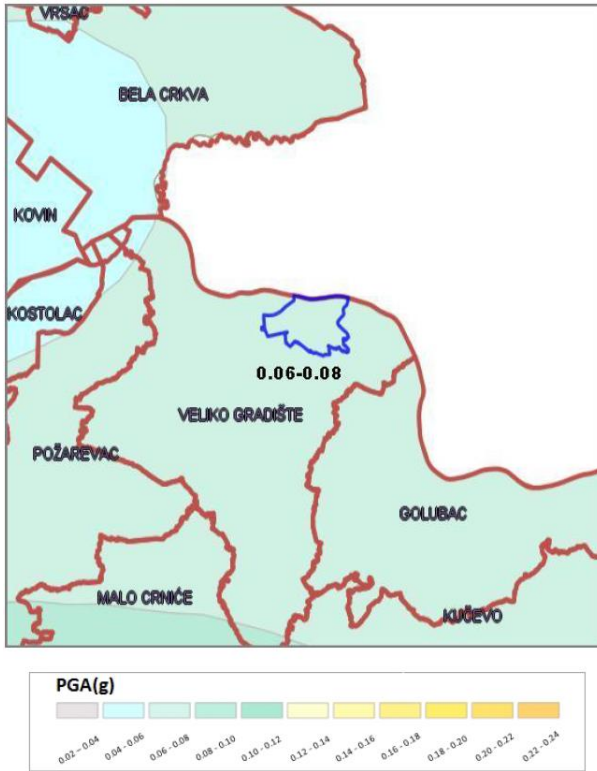 VRŠAC
BELA CRKVA
KOVIN
KOSTOLAC
0.06-0.08
VELIKO GRADIŠTE
POŽAREVAC
GOLUBAC
MALO CRNIĆE
KUČEVO
PGA(g)
0.02 – 0.04
0.04 – 0.06
0.06 – 0.08
0.08 – 0.10
0.10 – 0.12
0.12 – 0.14
0.14 – 0.16
0.16 – 0.18
0.18 – 0.20
0.20 – 0.22
0.22 – 0.24